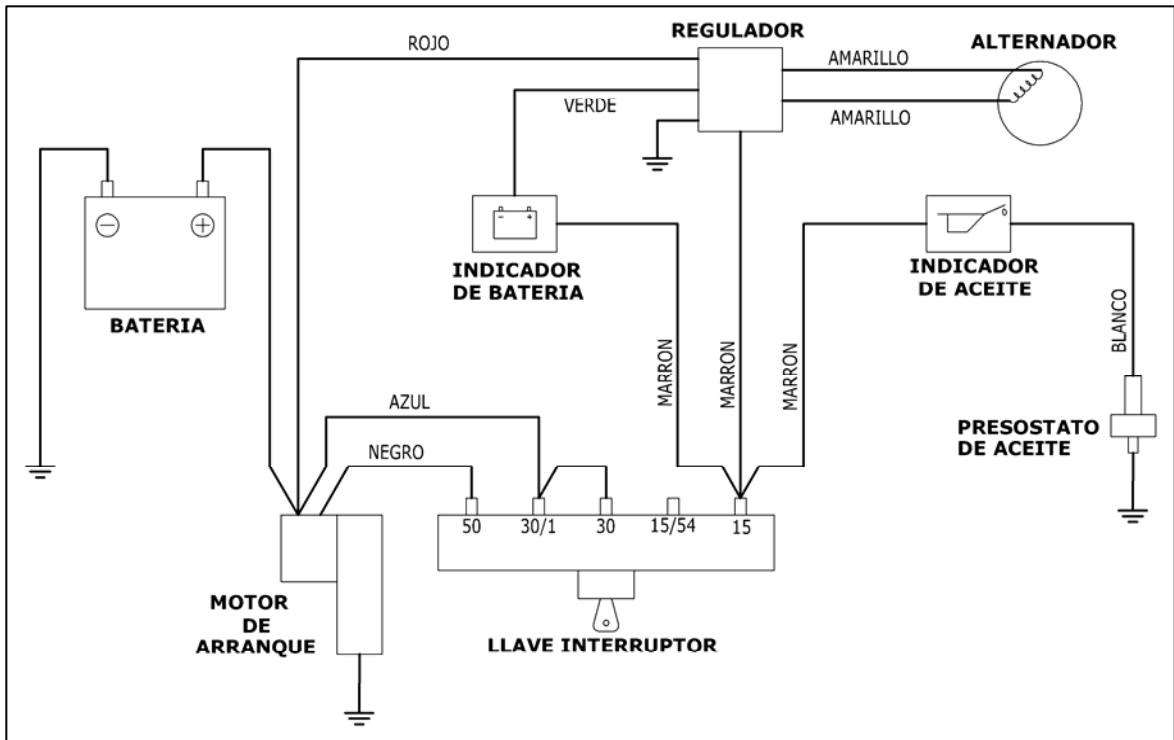 ROJO
REGULADOR
AMARILLO
ALTERNADOR
VERDE
AMARILLO
BATERIA
INDICADOR
DE BATERIA
INDICADOR
DE ACEITE
MARRON
MARRON
MARRON
BLANCO
AZUL
NEGRO
PRESOSTATO
DE ACEITE
50
30/1
30
15/54
15
MOTOR
DE
ARRANQUE
LLAVE INTERRUPTOR